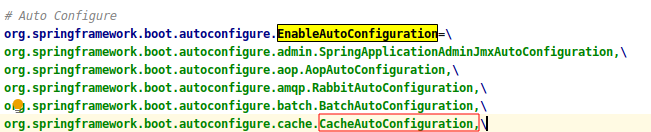 # Auto Configure
org.springframework.boot.autoconfigure.EnableAutoConfiguration=\
org.springframework.boot.autoconfigure.admin.SpringApplicationAdminJmxAutoConfiguration,\
org.springframework.boot.autoconfigure.aop.AopAutoConfiguration,\
org.springframework.boot.autoconfigure.amqp.RabbitAutoConfiguration,\
org.springframework.boot.autoconfigure.batch.BatchAutoConfiguration,\
org.springframework.boot.autoconfigure.cache.CacheAutoConfiguration,\